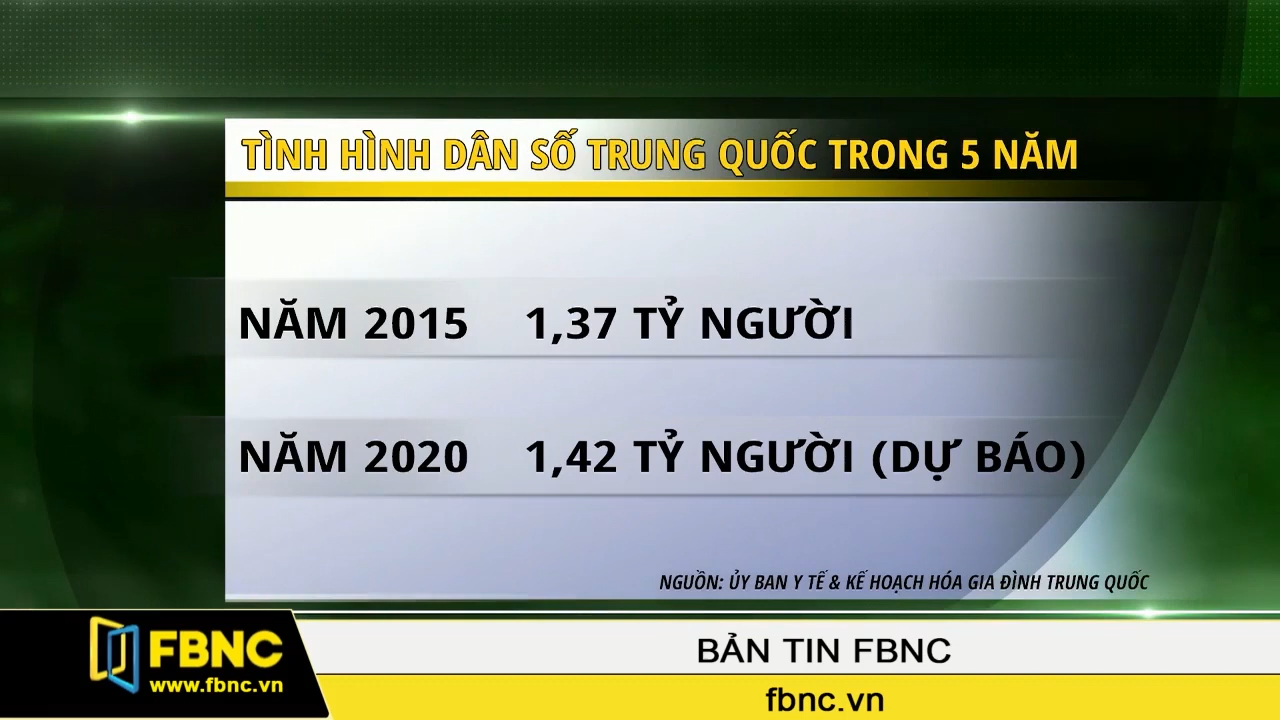 TÌNH HÌNH DÂN SỐ TRUNG QUỐC TRONG 5 NĂM
NĂM 2015 1,37 TỶ NGƯỜI
NĂM 2020 1,42 TỶ NGƯỜI (DỰ BÁO)
NGUỒN: ỦY BAN Y TẾ & KẾ HOẠCH HÓA GIA ĐÌNH TRUNG QUỐC
FBNC
www.fbnc.vn
BẢN TIN FBNC
fbnc.vn